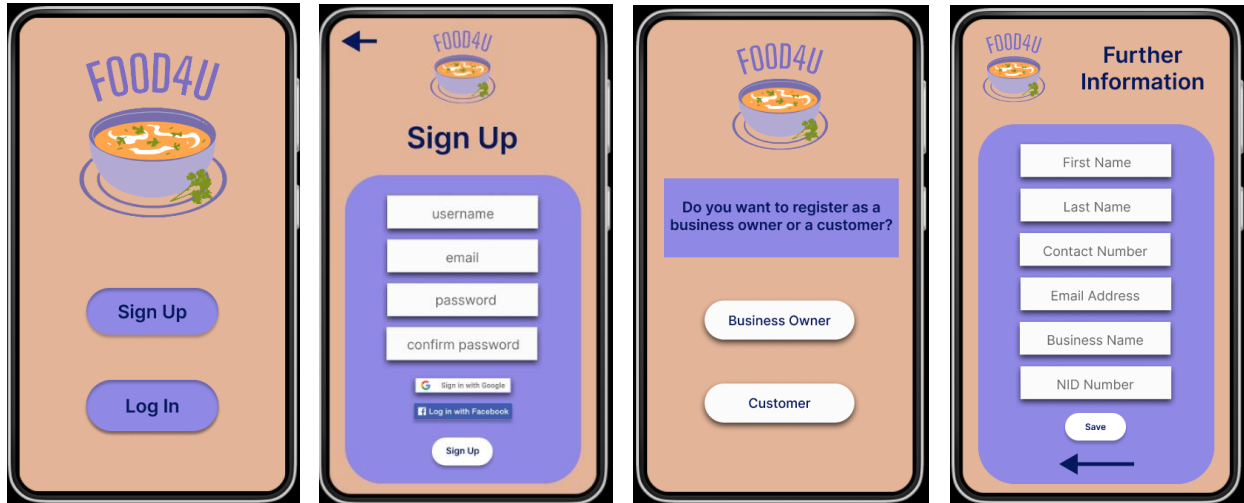 FOOD4U
Sign Up
Log In
FOOD4U
Sign Up
username
email
password
confirm password
Sign in with Google
Log in with Facebook
Sign Up
FOOD4U
Do you want to register as a
business owner or a customer?
Business Owner
Customer
FOOD4U
Further
Information
First Name
Last Name
Contact Number
Email Address
Business Name
NID Number
Save